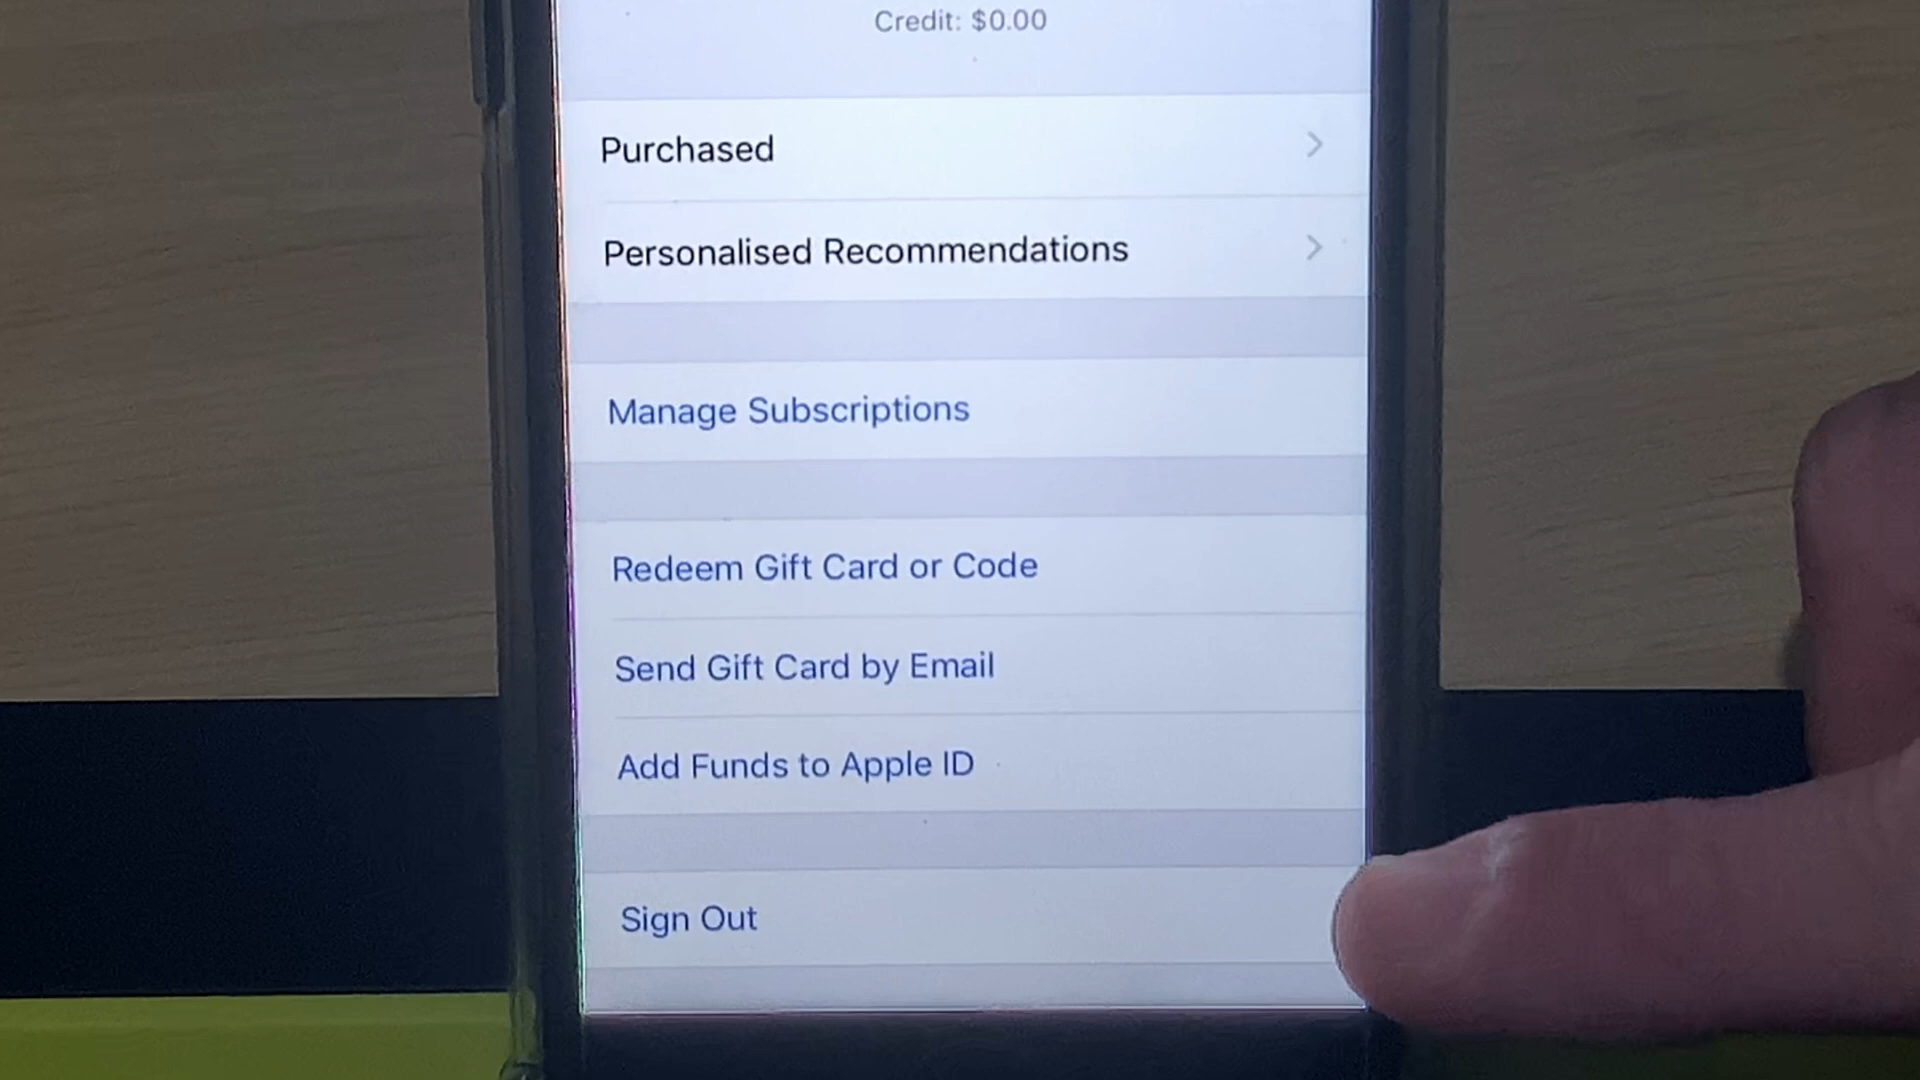 Credit: $0.00
Purchased
Personalised Recommendations
Manage Subscriptions
Redeem Gift Card or Code
Send Gift Card by Email
Add Funds to Apple ID
Sign Out